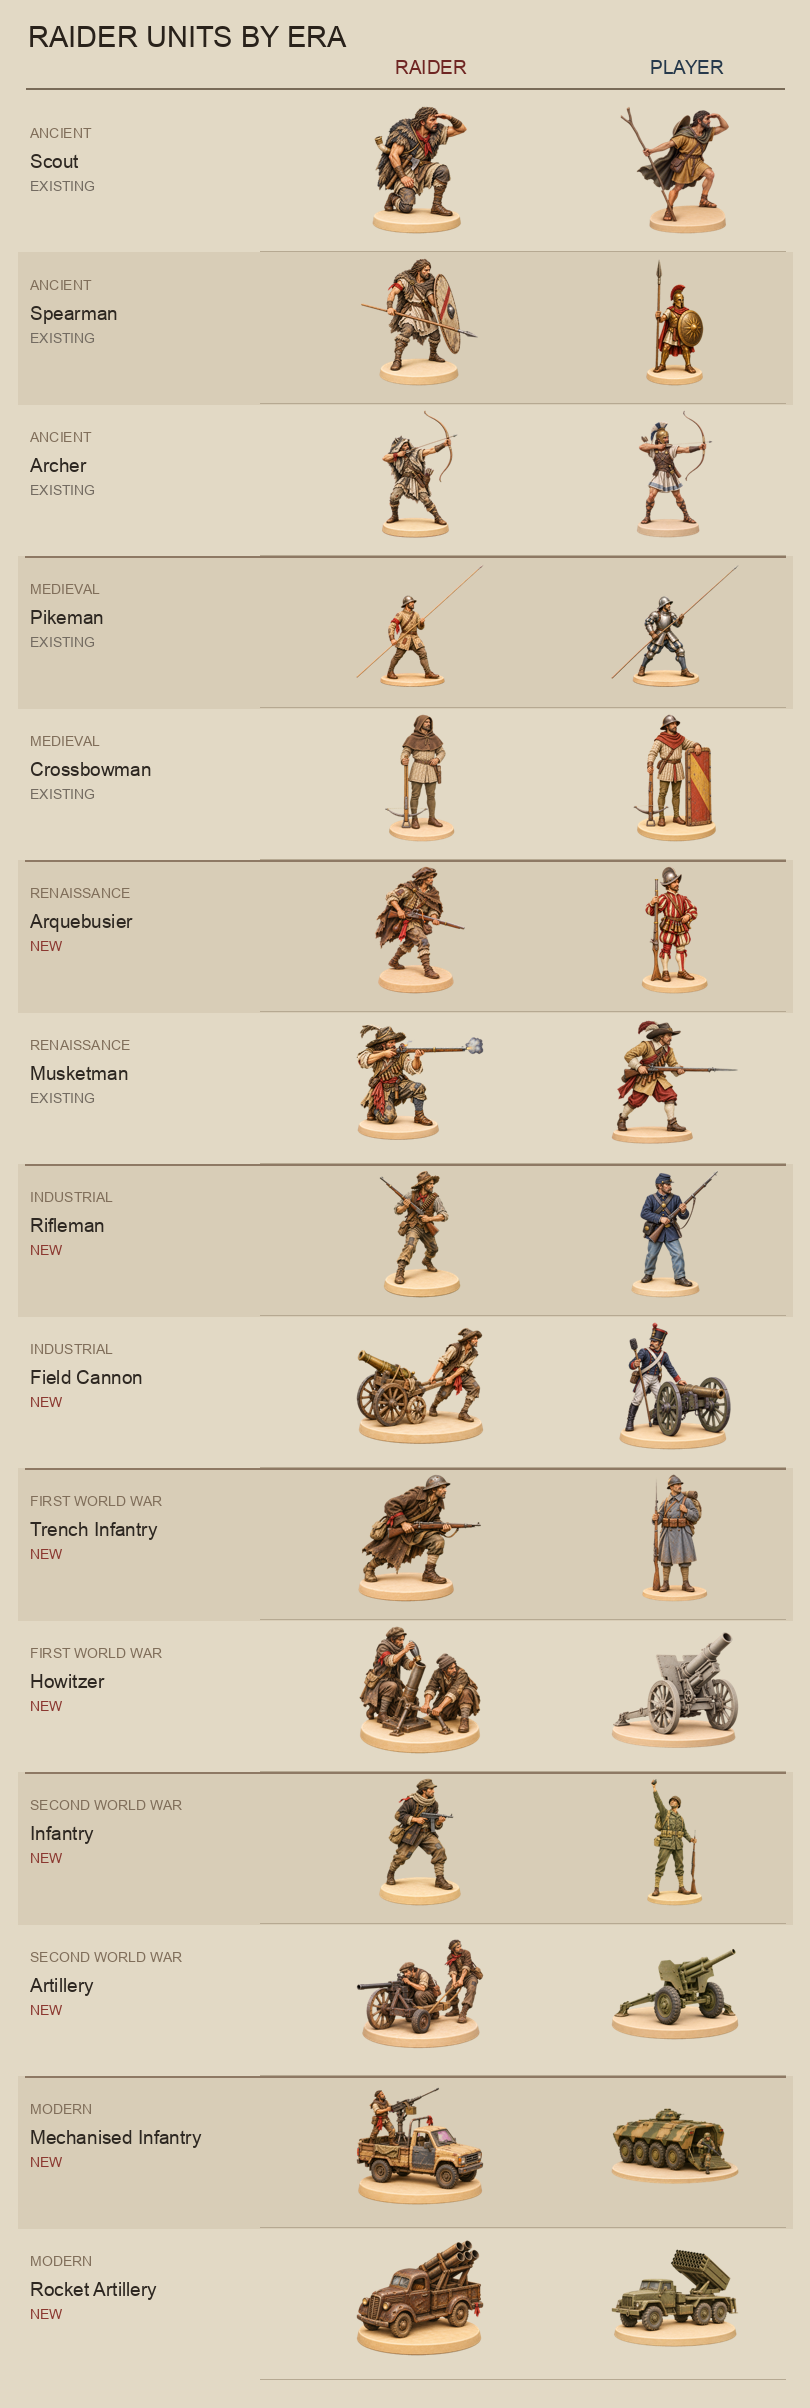 RAIDER UNITS BY ERA
RAIDER PLAYER
ANCIENT
Scout
EXISTING
ANCIENT
Spearman
EXISTING
ANCIENT
Archer
EXISTING
MEDIEVAL
Pikeman
EXISTING
MEDIEVAL
Crossbowman
EXISTING
RENAISSANCE
Arquebusier
NEW
RENAISSANCE
Musketman
EXISTING
INDUSTRIAL
Rifleman
NEW
INDUSTRIAL
Field Cannon
NEW
FIRST WORLD WAR
Trench Infantry
NEW
FIRST WORLD WAR
Howitzer
NEW
SECOND WORLD WAR
Infantry
NEW
SECOND WORLD WAR
Artillery
NEW
MODERN
Mechanised Infantry
NEW
MODERN
Rocket Artillery
NEW